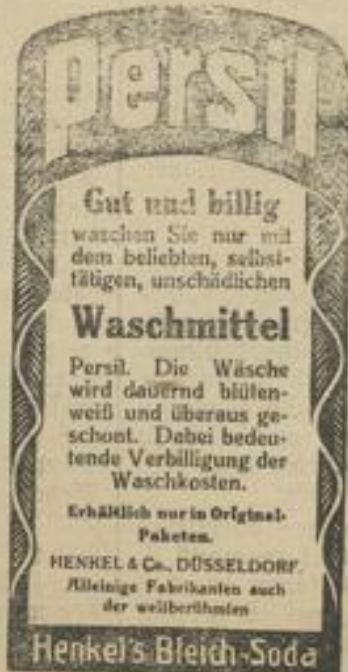 Persil
Gut und billig
waschen Sie nur mit
dem beliebten, selbst-
tätigen, unschädlichen
Waschmittel
Persil. Die Wäsche
wird dauernd blüten-
weiß und überaus ge-
schont. Dabei bedeu-
tende Verbilligung der
Waschkosten.
Erhältlich nur in Original-
Paketen.
HENKEL & Co., DÜSSELDORF.
Alleinige Fabrikanten auch
der weltberühmten
Henkel's Bleich-Soda